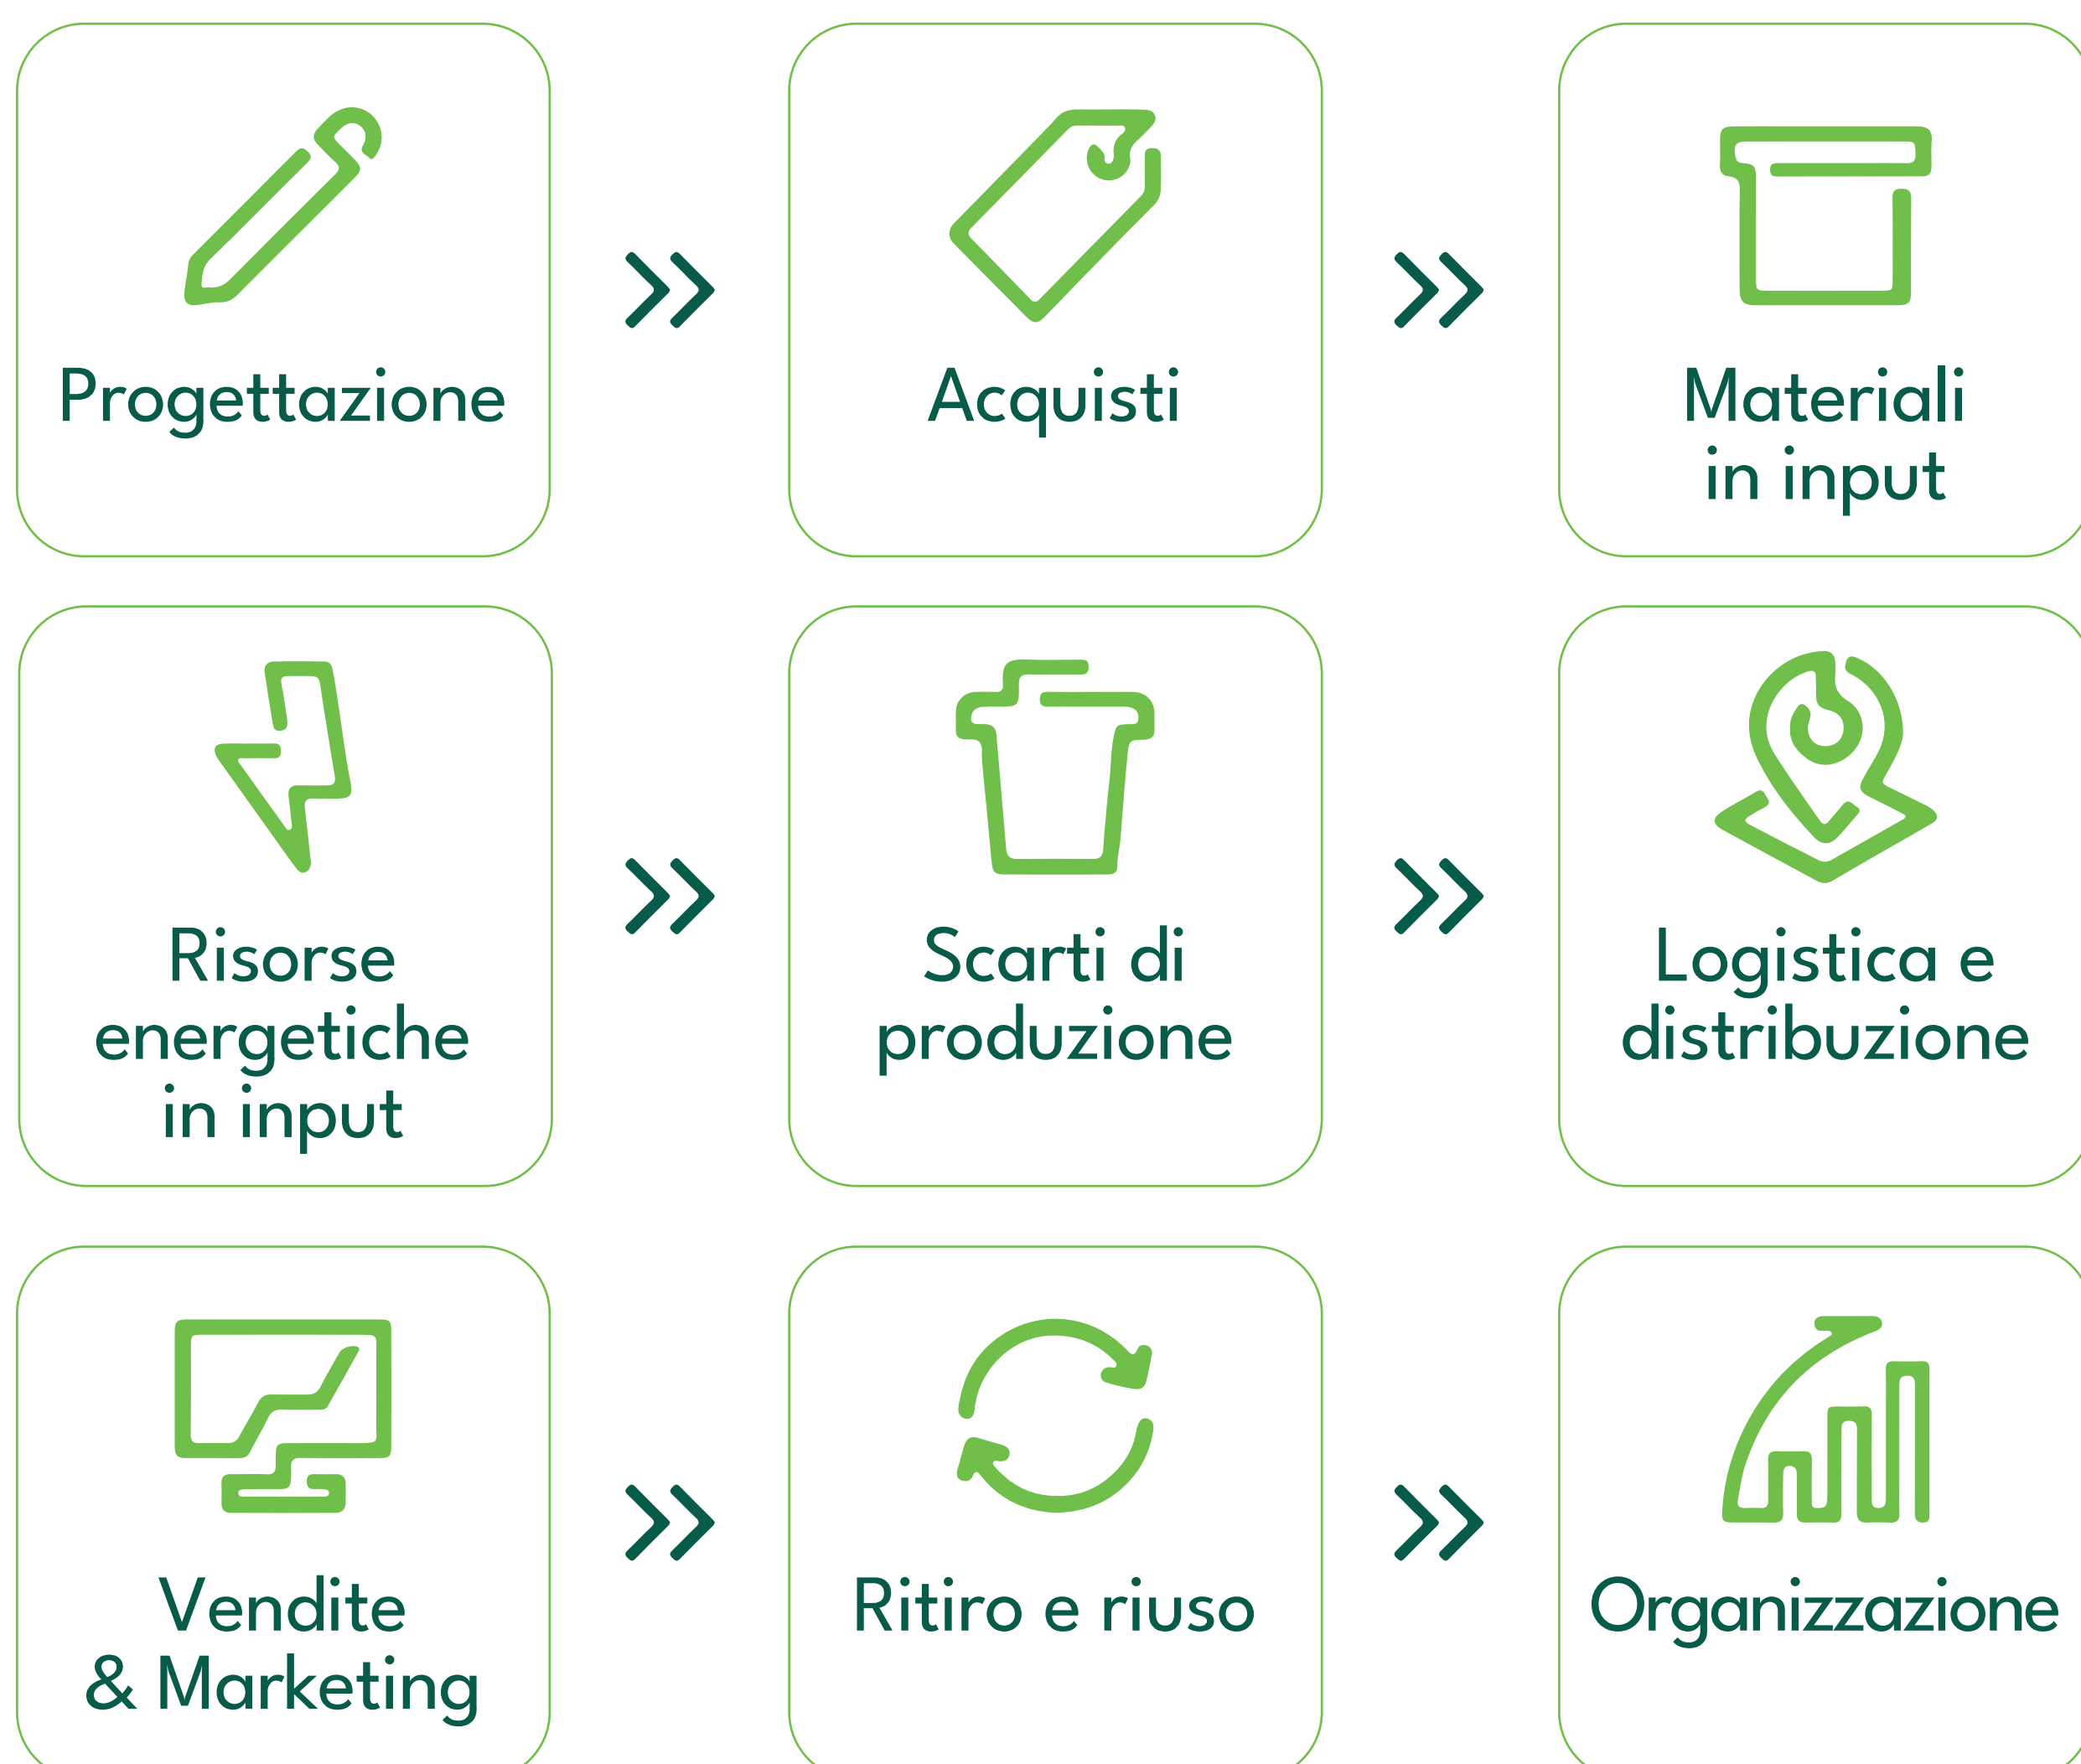 Progettazione
Acquisti
Materiali
in input
Risorse
energetiche
in input
Scarti di
produzione
Logistica e
distribuzione
Vendite
& Marketing
Ritiro e riuso
Organizzazione